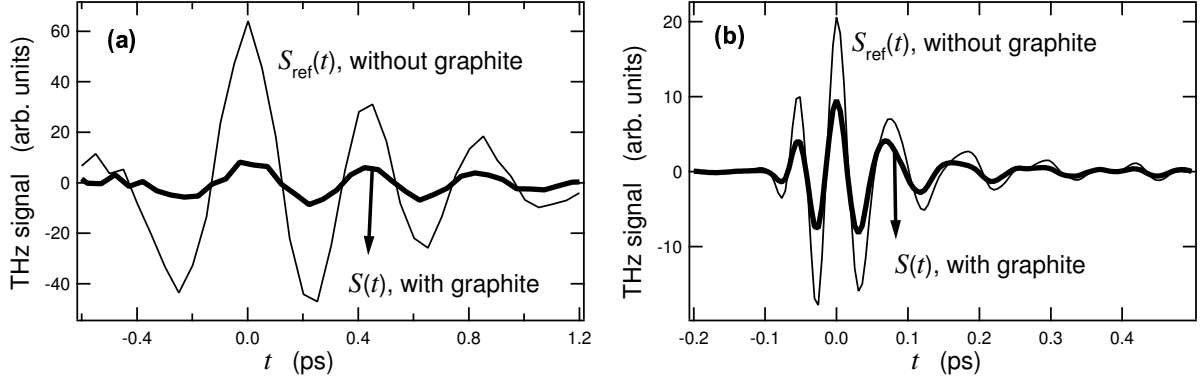 (a)
S_ref(t), without graphite
S(t), with graphite
THz signal (arb. units)
60
40
20
0
-20
-40
-0.4
0.0
0.4
0.8
1.2
t (ps)
(b)
S_ref(t), without graphite
S(t), with graphite
THz signal (arb. units)
20
10
0
-10
-0.2
-0.1
0.0
0.1
0.2
0.3
0.4
t (ps)